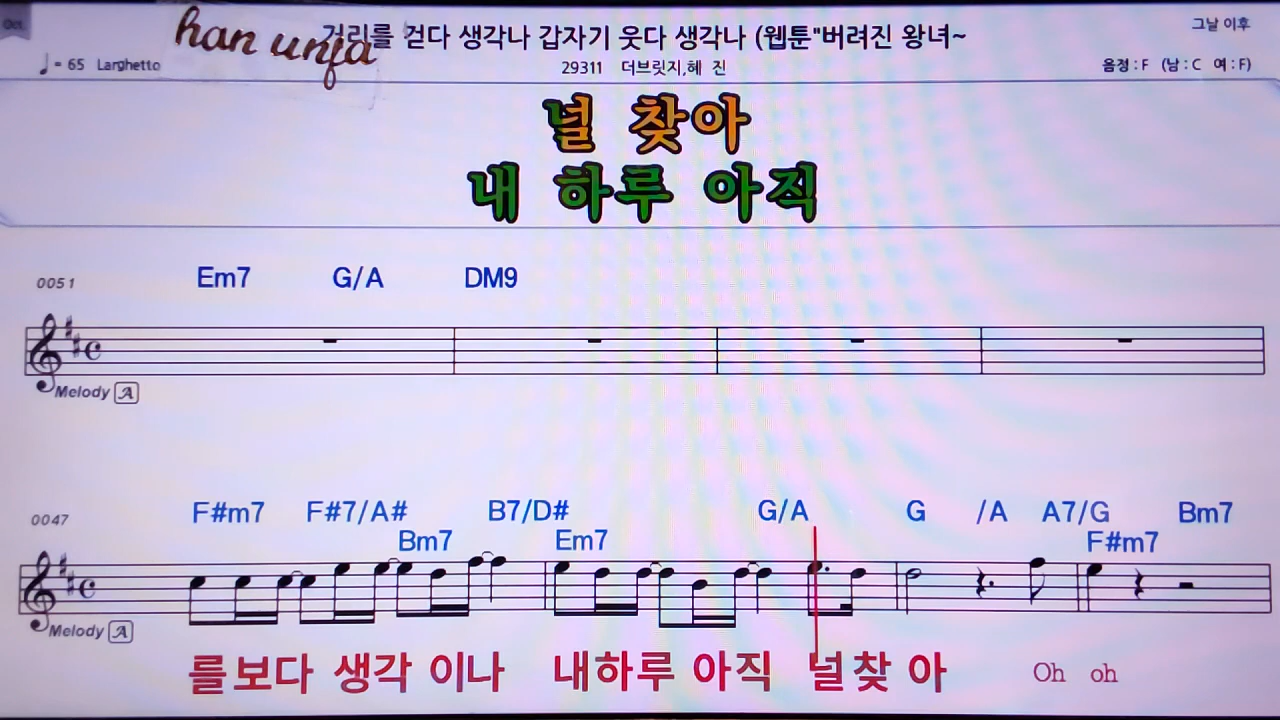 Oct.
han unja
거리를 걷다 생각나 갑자기 웃다 생각나 (웹툰"버려진 왕녀~
그날 이후
♩= 65 Larghetto
29311 더브릿지,혜 진
음정 : F (남 : C 여 : F)
널 찾아
내 하루 아직
0051 Em7 G/A DM9
Melody A
0047 F#m7 F#7/A# B7/D# G/A G /A A7/G Bm7
Bm7 Em7 F#m7
Melody A
를보다 생각 이나 내하루 아직 널찾 아 Oh oh